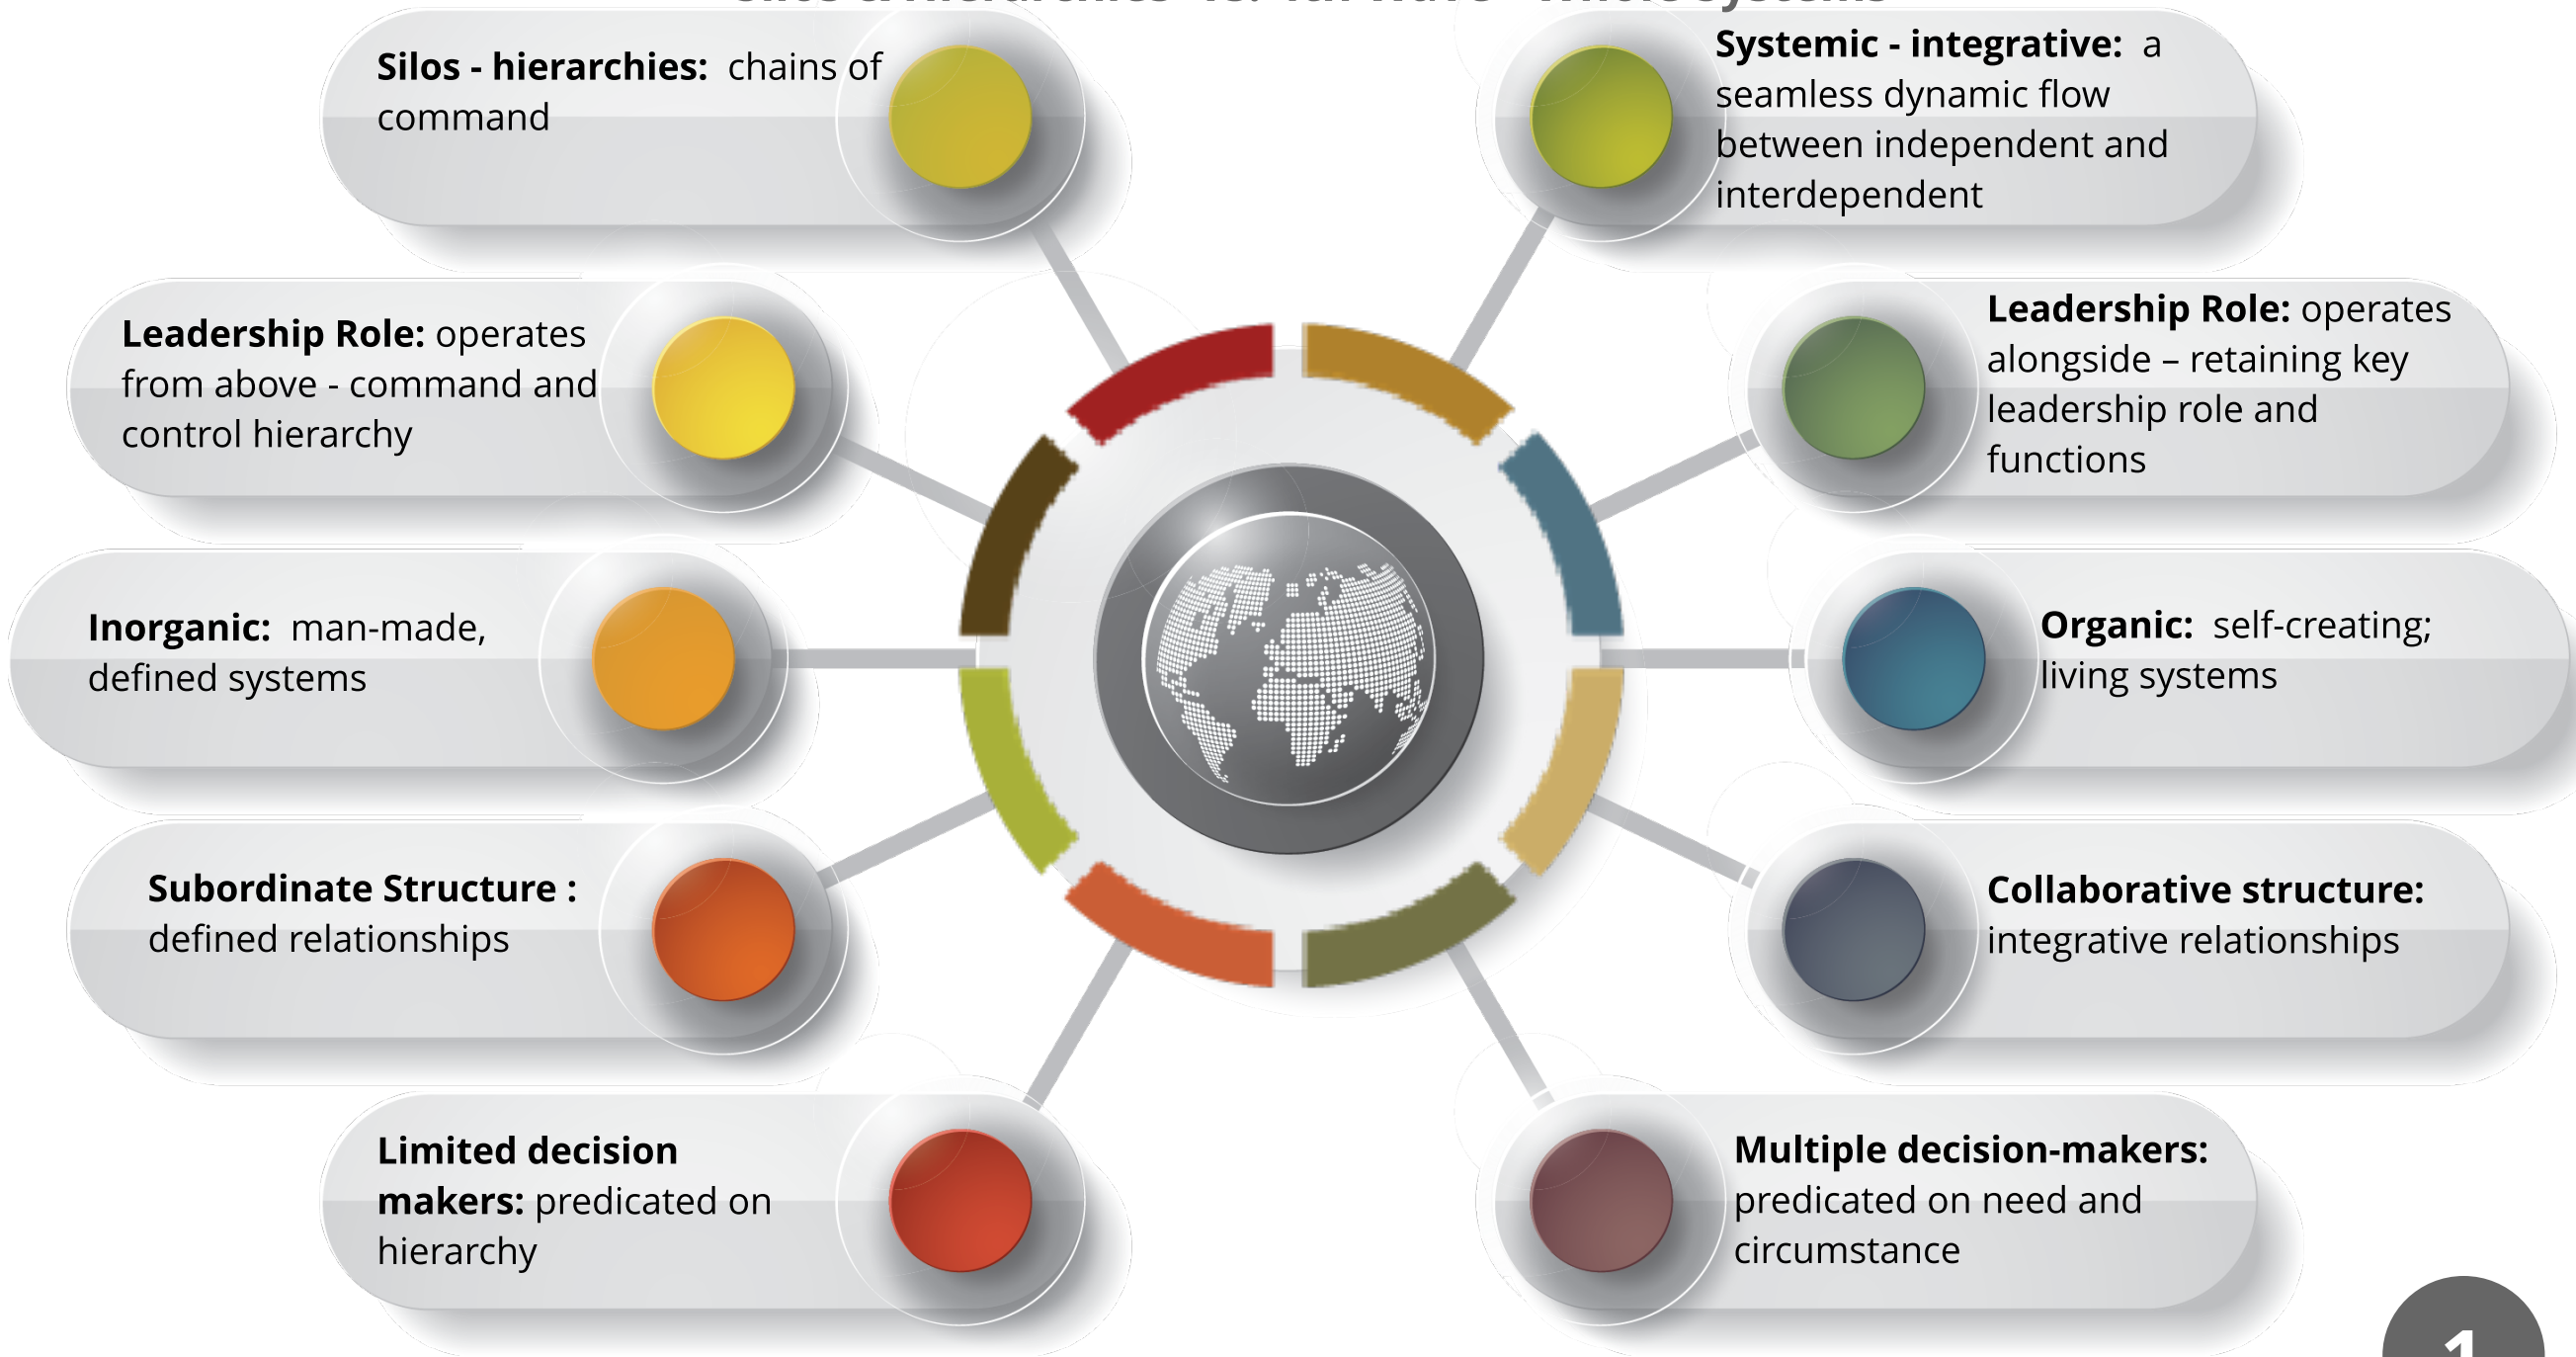 Silos - hierarchies: chains of
command
Leadership Role: operates
from above - command and
control hierarchy
Inorganic: man-made,
defined systems
Subordinate Structure :
defined relationships
Limited decision
makers: predicated on
hierarchy
Systemic - integrative: a
seamless dynamic flow
between independent and
interdependent
Leadership Role: operates
alongside – retaining key
leadership role and
functions
Organic: self-creating;
living systems
Collaborative structure:
integrative relationships
Multiple decision-makers:
predicated on need and
circumstance
1